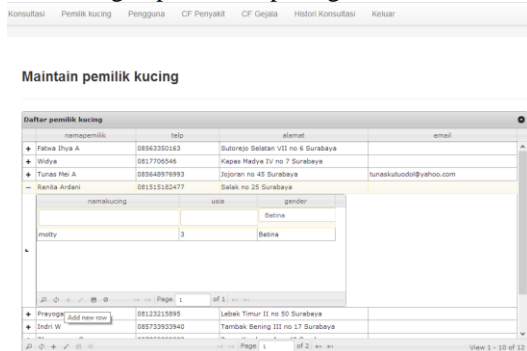 Konsultasi Pemilik kucing Pengguna CF Penyakit CF Gejala Histori Konsultasi Keluar
Maintain pemilik kucing
Daftar pemilik kucing
namapemilik telp alamat email
Fatwa Ihya A 08563350163 Sutorejo Selatan VII no 6 Surabaya
Widya 0817706546 Kapas Madya IV no 7 Surabaya
Tunas Mei A 085648976993 Jojoran no 45 Surabaya tunaskutuodol@yahoo.com
Ranita Ardani 081515182477 Salak no 25 Surabaya
namakucing usia gender
Betina
motty 3 Betina
Page 1 of 1
Prayoga 08123215895 Lebak Timur II no 50 Surabaya
Add new row
Indri W 085733933940 Tambak Bening III no 17 Surabaya
Page 1 of 2 View 1 - 10 of 12